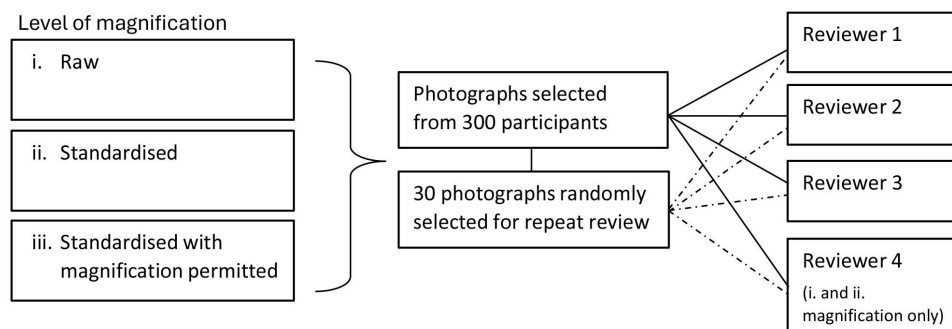 Level of magnification
i. Raw
ii. Standardised
iii. Standardised with
magnification permitted
Photographs selected
from 300 participants
30 photographs randomly
selected for repeat review
Reviewer 1
Reviewer 2
Reviewer 3
Reviewer 4
(i. and ii.
magnification only)